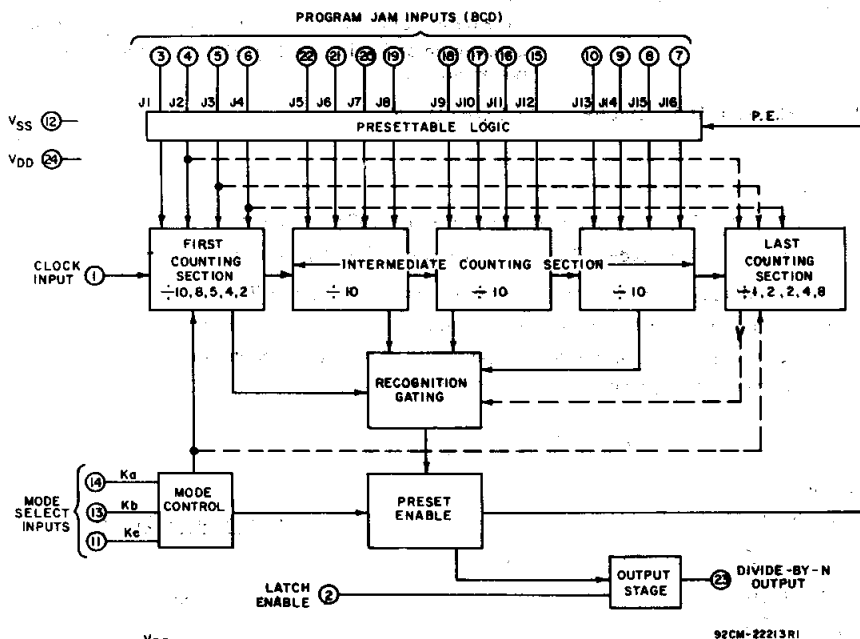 PROGRAM JAM INPUTS (BCD)
3 4 5 6 22 21 20 19 18 17 16 15 10 9 8 7
J1 J2 J3 J4 J5 J6 J7 J8 J9 J10 J11 J12 J13 J14 J15 J16
VSS 12
PRESETTABLE LOGIC
P.E.
VDD 24
CLOCK
INPUT 1
FIRST
COUNTING
SECTION
÷10,8,5,4,2
INTERMEDIATE COUNTING SECTION
÷10
÷10
÷10
LAST
COUNTING
SECTION
÷1,2,2,4,8
RECOGNITION
GATING
MODE
SELECT
INPUTS
14 Ka
13 Kb
11 Kc
MODE
CONTROL
PRESET
ENABLE
LATCH
ENABLE 2
OUTPUT
STAGE
23 DIVIDE-BY-N
OUTPUT
92CM-22213R1